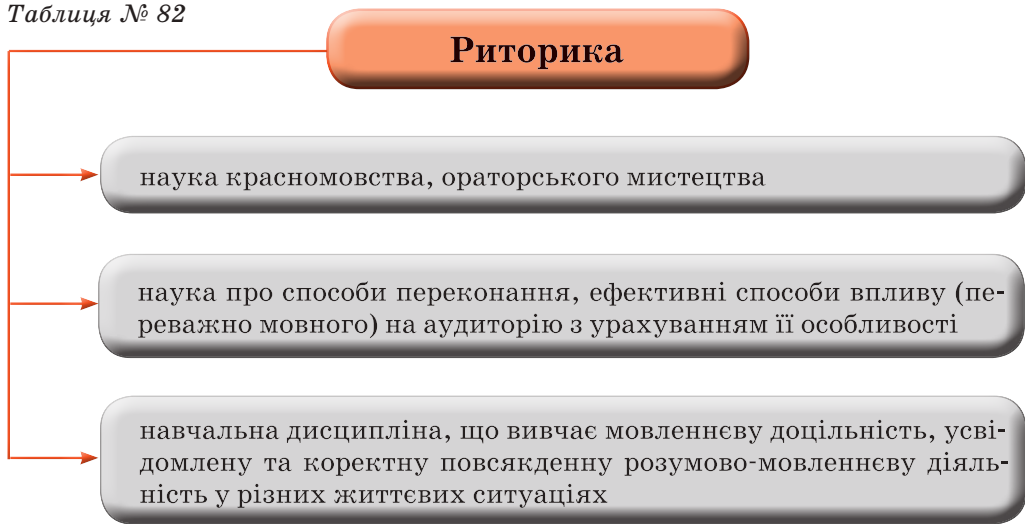 Таблиця № 82
Риторика
наука красномовства, ораторського мистецтва
наука про способи переконання, ефективні способи впливу (пе-
реважно мовного) на аудиторію з урахуванням її особливості
навчальна дисципліна, що вивчає мовленнєву доцільність, усві-
домлену та коректну повсякденну розумово-мовленнєву діяль-
ність у різних життєвих ситуаціях